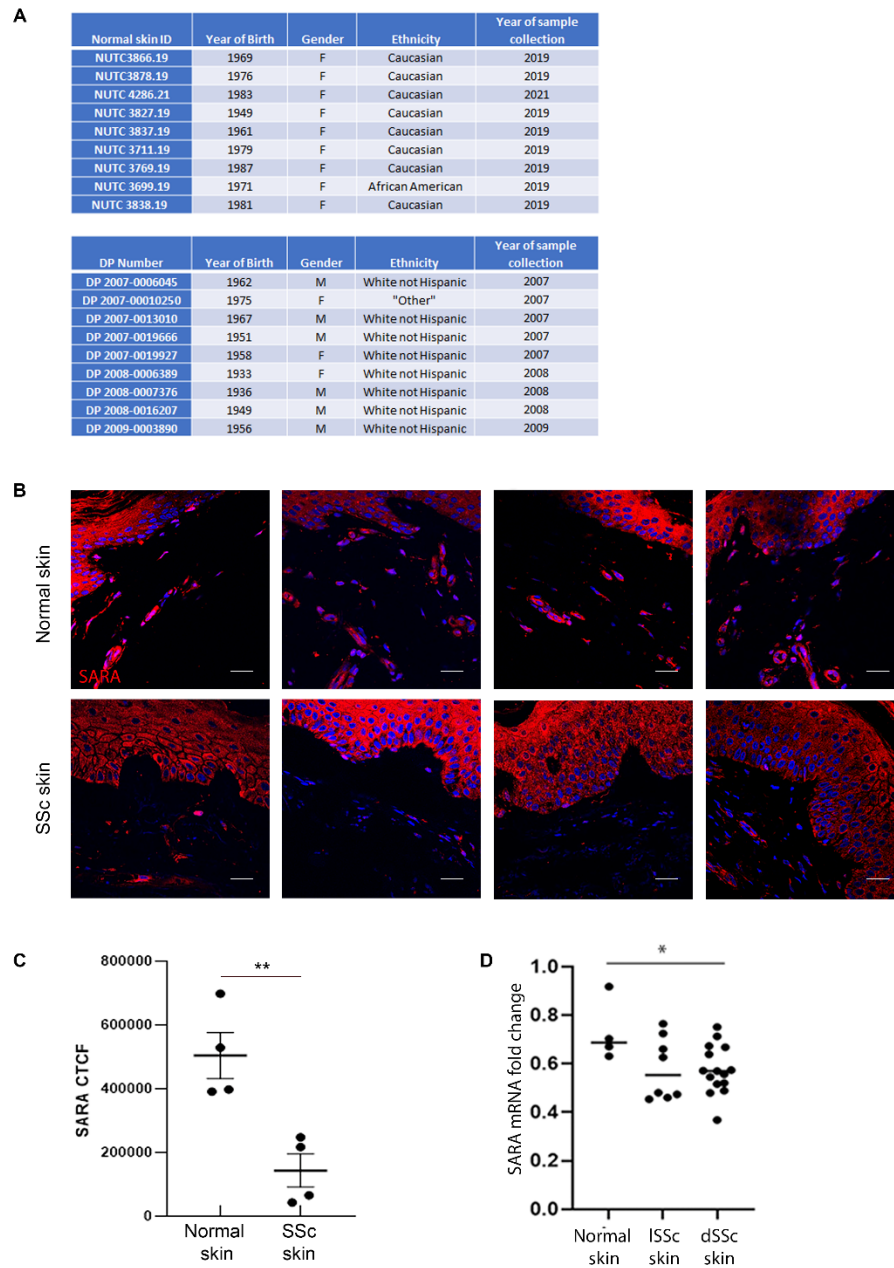 A
Normal skin ID Year of Birth Gender Ethnicity Year of sample collection
NUTC3866.19 1969 F Caucasian 2019
NUTC3878.19 1976 F Caucasian 2019
NUTC 4286.21 1983 F Caucasian 2021
NUTC 3827.19 1949 F Caucasian 2019
NUTC 3837.19 1961 F Caucasian 2019
NUTC 3711.19 1979 F Caucasian 2019
NUTC 3769.19 1987 F Caucasian 2019
NUTC 3699.19 1971 F African American 2019
NUTC 3838.19 1981 F Caucasian 2019
DP Number Year of Birth Gender Ethnicity Year of sample collection
DP 2007-0006045 1962 M White not Hispanic 2007
DP 2007-00010250 1975 F "Other" 2007
DP 2007-0013010 1967 M White not Hispanic 2007
DP 2007-0019666 1951 M White not Hispanic 2007
DP 2007-0019927 1958 F White not Hispanic 2007
DP 2008-0006389 1933 F White not Hispanic 2008
DP 2008-0007376 1936 M White not Hispanic 2008
DP 2008-0016207 1949 M White not Hispanic 2008
DP 2009-0003890 1956 M White not Hispanic 2009
B
Normal skin
SARA
SSc skin
C
SARA CTCF
800000
600000
400000
200000
0
**
Normal skin
SSc skin
D
SARA mRNA fold change
1.0
0.8
0.6
0.4
0.2
0.0
*
Normal skin
lSSc skin
dSSc skin